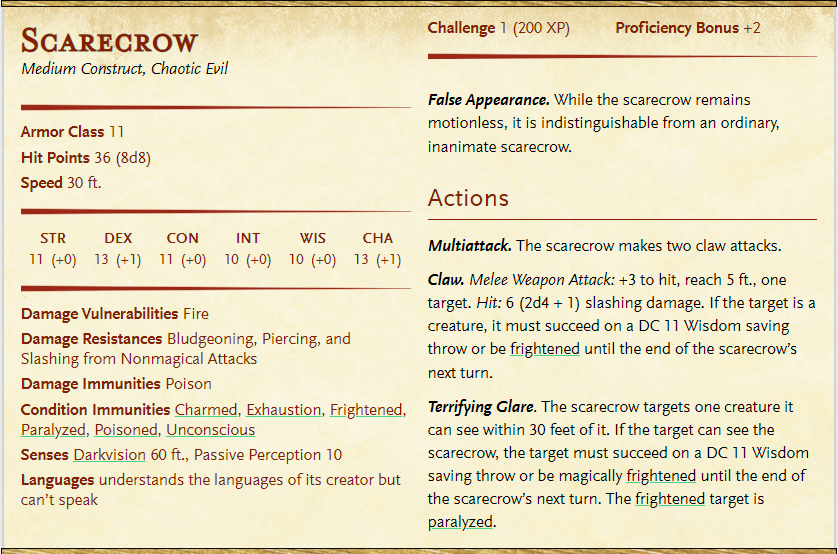 Scarecrow
Medium Construct, Chaotic Evil
Armor Class 11
Hit Points 36 (8d8)
Speed 30 ft.
STR DEX CON INT WIS CHA
11 (+0) 13 (+1) 11 (+0) 10 (+0) 10 (+0) 13 (+1)
Damage Vulnerabilities Fire
Damage Resistances Bludgeoning, Piercing, and
Slashing from Nonmagical Attacks
Damage Immunities Poison
Condition Immunities Charmed, Exhaustion, Frightened,
Paralyzed, Poisoned, Unconscious
Senses Darkvision 60 ft., Passive Perception 10
Languages understands the languages of its creator but
can't speak
Challenge 1 (200 XP) Proficiency Bonus +2
False Appearance. While the scarecrow remains
motionless, it is indistinguishable from an ordinary,
inanimate scarecrow.
Actions
Multiattack. The scarecrow makes two claw attacks.
Claw. Melee Weapon Attack: +3 to hit, reach 5 ft., one
target. Hit: 6 (2d4 + 1) slashing damage. If the target is a
creature, it must succeed on a DC 11 Wisdom saving
throw or be frightened until the end of the scarecrow's
next turn.
Terrifying Glare. The scarecrow targets one creature it
can see within 30 feet of it. If the target can see the
scarecrow, the target must succeed on a DC 11 Wisdom
saving throw or be magically frightened until the end of
the scarecrow's next turn. The frightened target is
paralyzed.